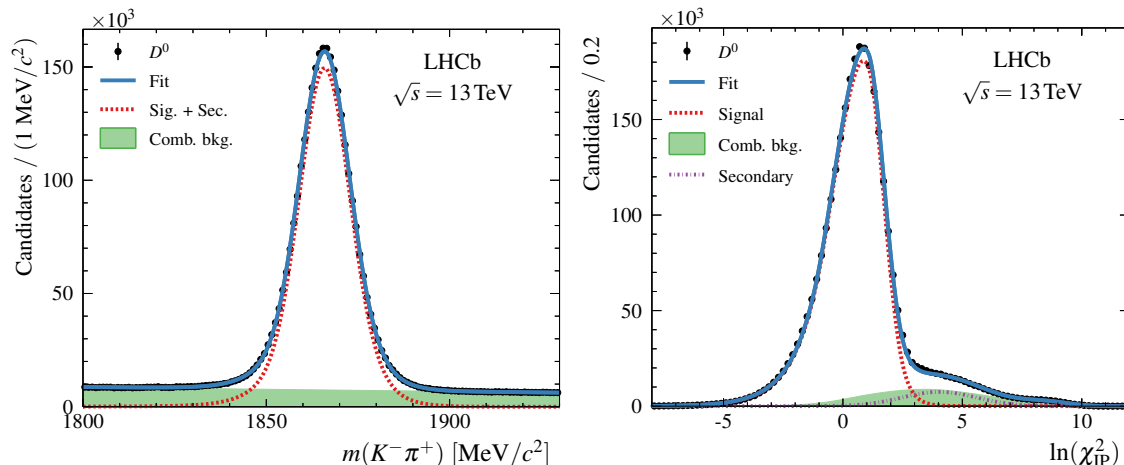 ×10³
Candidates / (1 MeV/c²)
150
100
50
0
1800
1850
1900
m(K⁻π⁺) [MeV/c²]
D⁰
Fit
Sig. + Sec.
Comb. bkg.
LHCb
√s = 13 TeV
×10³
Candidates / 0.2
150
100
50
0
-5
0
5
10
ln(χ²_IP)
D⁰
Fit
Signal
Comb. bkg.
Secondary
LHCb
√s = 13 TeV